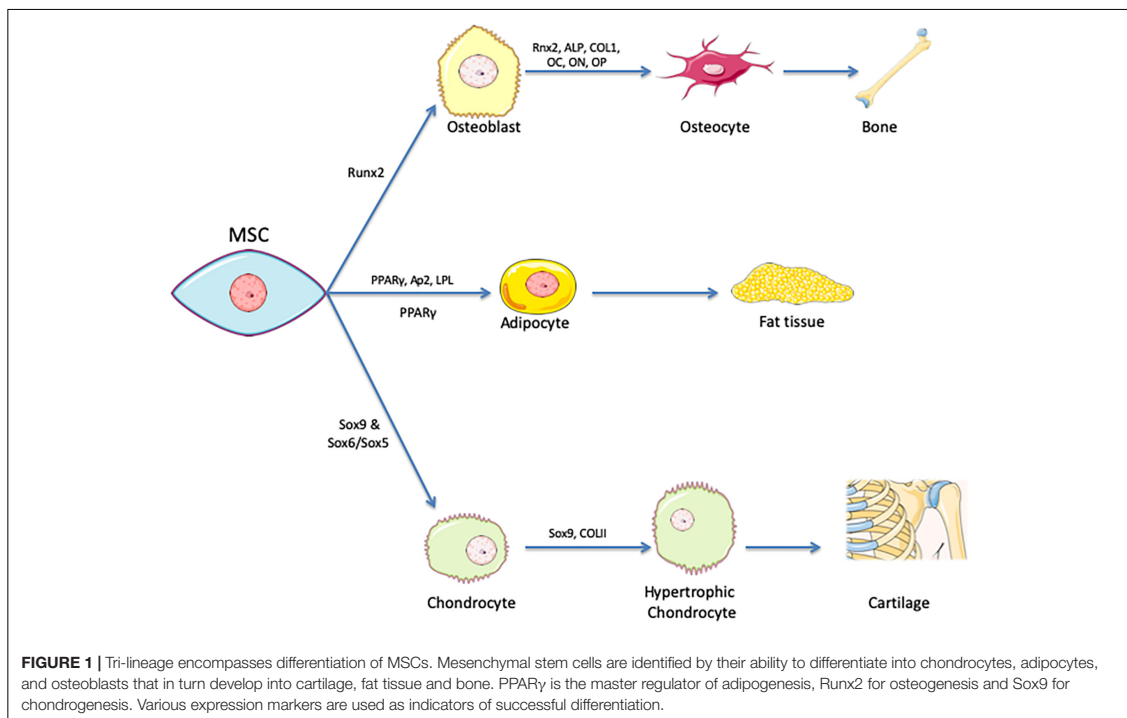 Rnx2, ALP, COL1,
OC, ON, OP
Osteoblast
Osteocyte
Bone
Runx2
MSC
PPARγ, Ap2, LPL
PPARγ
Adipocyte
Fat tissue
Sox9 &
Sox6/Sox5
Sox9, COLII
Chondrocyte
Hypertrophic
Chondrocyte
Cartilage
FIGURE 1 | Tri-lineage encompasses differentiation of MSCs. Mesenchymal stem cells are identified by their ability to differentiate into chondrocytes, adipocytes,
and osteoblasts that in turn develop into cartilage, fat tissue and bone. PPARγ is the master regulator of adipogenesis, Runx2 for osteogenesis and Sox9 for
chondrogenesis. Various expression markers are used as indicators of successful differentiation.